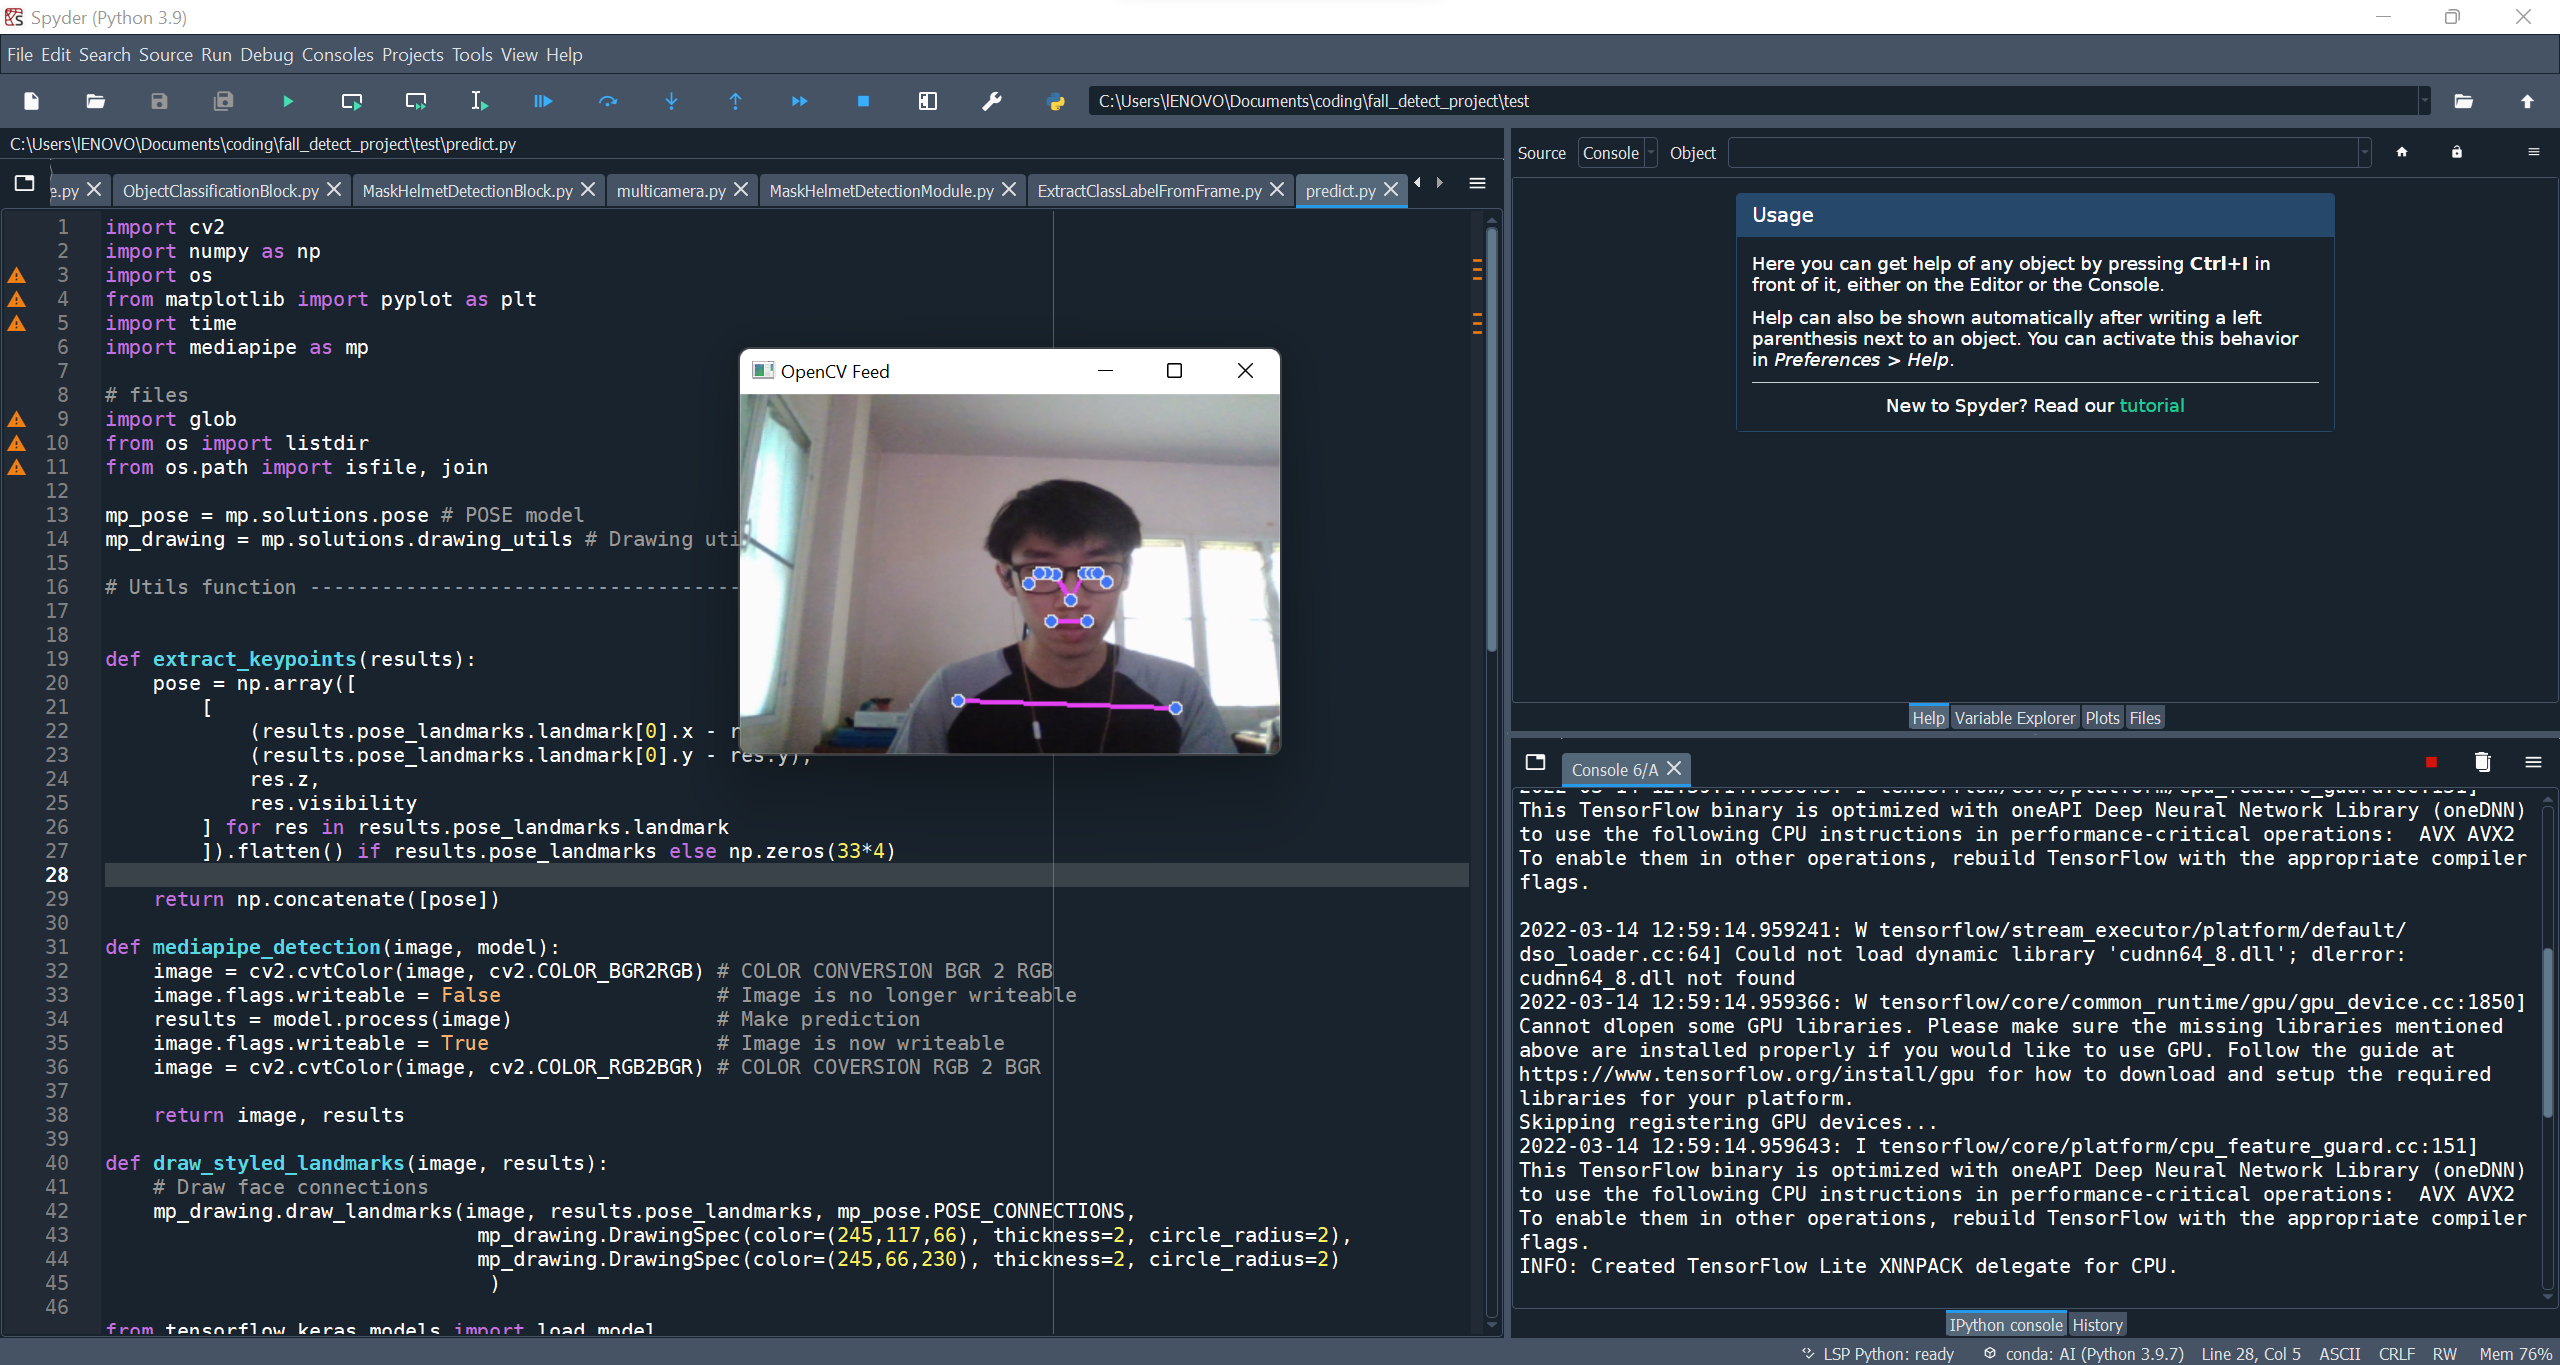 Spyder (Python 3.9)
File Edit Search Source Run Debug Consoles Projects Tools View Help
C:\Users\lENOVO\Documents\coding\fall_detect_project\test
C:\Users\lENOVO\Documents\coding\fall_detect_project\test\predict.py
e.py ObjectClassificationBlock.py MaskHelmetDetectionBlock.py multicamera.py MaskHelmetDetectionModule.py ExtractClassLabelFromFrame.py predict.py
1 import cv2
2 import numpy as np
3 import os
4 from matplotlib import pyplot as plt
5 import time
6 import mediapipe as mp
7
8 # files
9 import glob
10 from os import listdir
11 from os.path import isfile, join
12
13 mp_pose = mp.solutions.pose # POSE model
14 mp_drawing = mp.solutions.drawing_utils # Drawing uti
15
16 # Utils function ------------------------------------
17
18
19 def extract_keypoints(results):
20 pose = np.array([
21 [
22 (results.pose_landmarks.landmark[0].x - r
23 (results.pose_landmarks.landmark[0].y - res.y),
24 res.z,
25 res.visibility
26 ] for res in results.pose_landmarks.landmark
27 ]).flatten() if results.pose_landmarks else np.zeros(33*4)
28
29 return np.concatenate([pose])
30
31 def mediapipe_detection(image, model):
32 image = cv2.cvtColor(image, cv2.COLOR_BGR2RGB) # COLOR CONVERSION BGR 2 RGB
33 image.flags.writeable = False # Image is no longer writeable
34 results = model.process(image) # Make prediction
35 image.flags.writeable = True # Image is now writeable
36 image = cv2.cvtColor(image, cv2.COLOR_RGB2BGR) # COLOR COVERSION RGB 2 BGR
37
38 return image, results
39
40 def draw_styled_landmarks(image, results):
41 # Draw face connections
42 mp_drawing.draw_landmarks(image, results.pose_landmarks, mp_pose.POSE_CONNECTIONS,
43 mp_drawing.DrawingSpec(color=(245,117,66), thickness=2, circle_radius=2),
44 mp_drawing.DrawingSpec(color=(245,66,230), thickness=2, circle_radius=2)
45 )
46
from tensorflow.keras.models import load_model
OpenCV Feed
Source Console Object
Usage
Here you can get help of any object by pressing Ctrl+I in
front of it, either on the Editor or the Console.
Help can also be shown automatically after writing a left
parenthesis next to an object. You can activate this behavior
in Preferences > Help.
New to Spyder? Read our tutorial
Help Variable Explorer Plots Files
Console 6/A
2022-03-14 12:59:14.959643: I tensorflow/core/platform/cpu_feature_guard.cc:151]
This TensorFlow binary is optimized with oneAPI Deep Neural Network Library (oneDNN)
to use the following CPU instructions in performance-critical operations: AVX AVX2
To enable them in other operations, rebuild TensorFlow with the appropriate compiler
flags.
2022-03-14 12:59:14.959241: W tensorflow/stream_executor/platform/default/
dso_loader.cc:64] Could not load dynamic library 'cudnn64_8.dll'; dlerror:
cudnn64_8.dll not found
2022-03-14 12:59:14.959366: W tensorflow/core/common_runtime/gpu/gpu_device.cc:1850]
Cannot dlopen some GPU libraries. Please make sure the missing libraries mentioned
above are installed properly if you would like to use GPU. Follow the guide at
https://www.tensorflow.org/install/gpu for how to download and setup the required
libraries for your platform.
Skipping registering GPU devices...
2022-03-14 12:59:14.959643: I tensorflow/core/platform/cpu_feature_guard.cc:151]
This TensorFlow binary is optimized with oneAPI Deep Neural Network Library (oneDNN)
to use the following CPU instructions in performance-critical operations: AVX AVX2
To enable them in other operations, rebuild TensorFlow with the appropriate compiler
flags.
INFO: Created TensorFlow Lite XNNPACK delegate for CPU.
IPython console History
LSP Python: ready conda: AI (Python 3.9.7) Line 28, Col 5 ASCII CRLF RW Mem 76%